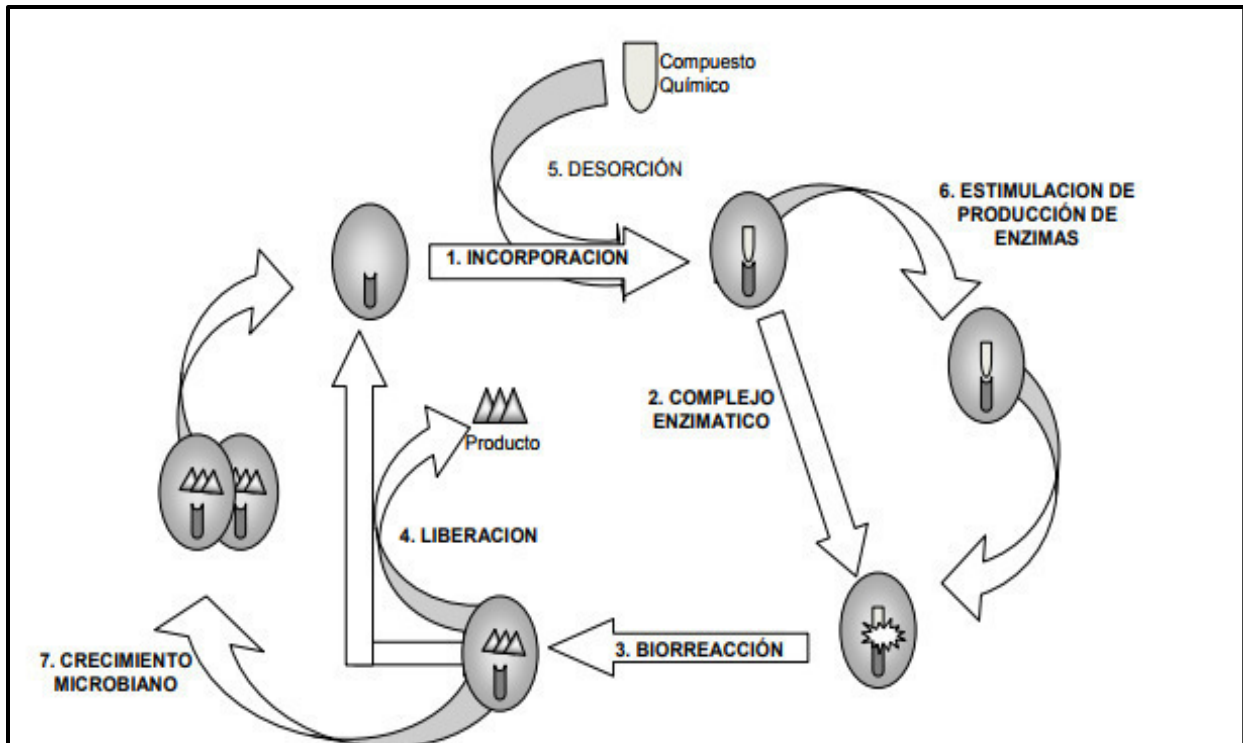 Compuesto
Químico
5. DESORCIÓN
6. ESTIMULACION DE
PRODUCCIÓN DE
ENZIMAS
1. INCORPORACION
2. COMPLEJO
ENZIMATICO
Producto
4. LIBERACION
3. BIORREACCIÓN
7. CRECIMIENTO
MICROBIANO